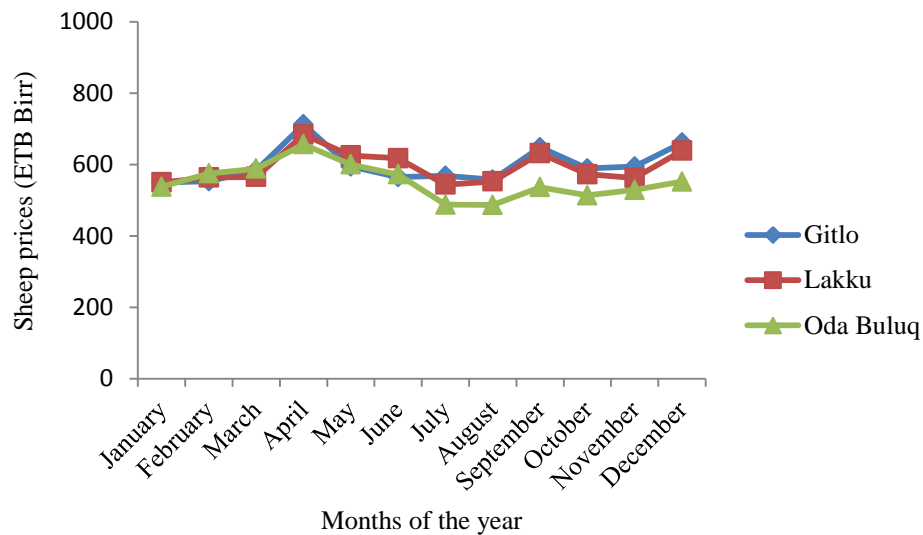 Sheep prices (ETB Birr)
1000
800
600
400
200
0
January
February
March
April
May
June
July
August
September
October
November
December
Months of the year
Gitlo
Lakku
Oda Buluq